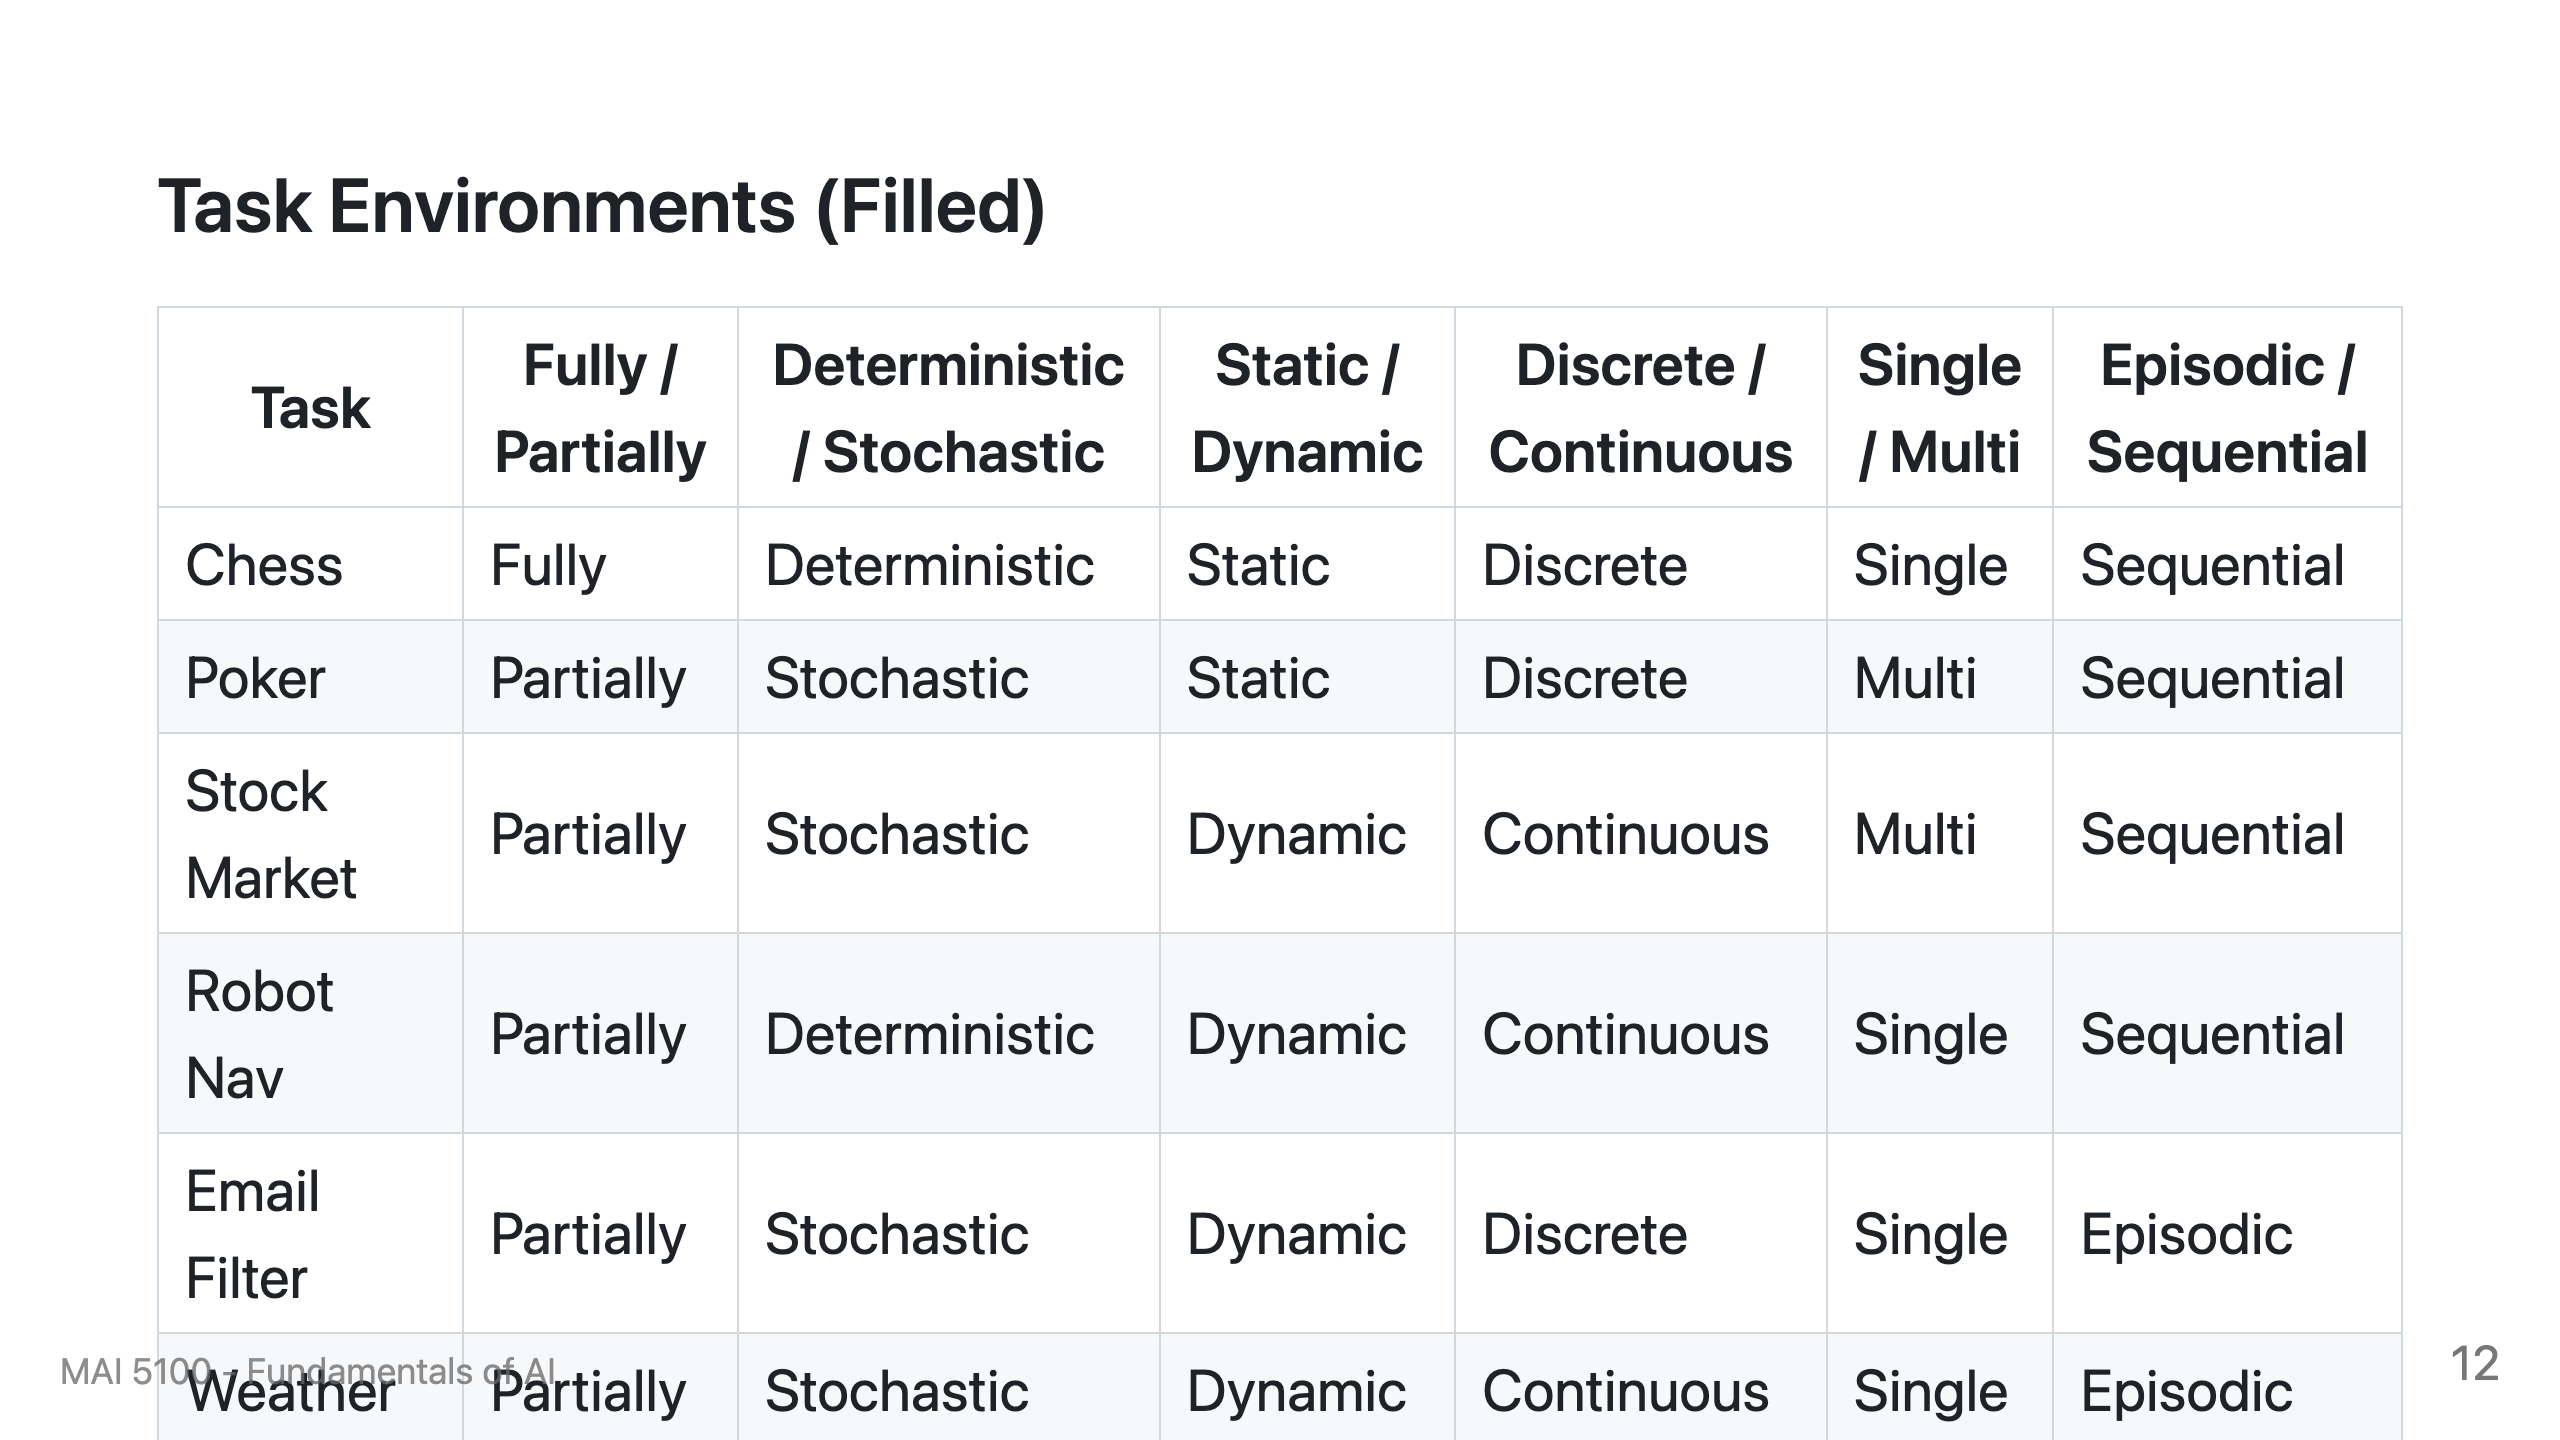 Task Environments (Filled)
Task
Fully /
Partially
Deterministic
/ Stochastic
Static /
Dynamic
Discrete /
Continuous
Single
/ Multi
Episodic /
Sequential
Chess Fully Deterministic Static Discrete Single Sequential
Poker Partially Stochastic Static Discrete Multi Sequential
Stock
Market
Partially Stochastic Dynamic Continuous Multi Sequential
Robot
Nav
Partially Deterministic Dynamic Continuous Single Sequential
Email
Filter
Partially Stochastic Dynamic Discrete Single Episodic
Weather Partially Stochastic Dynamic Continuous Single Episodic
MAI 5100 - Fundamentals of AI
12